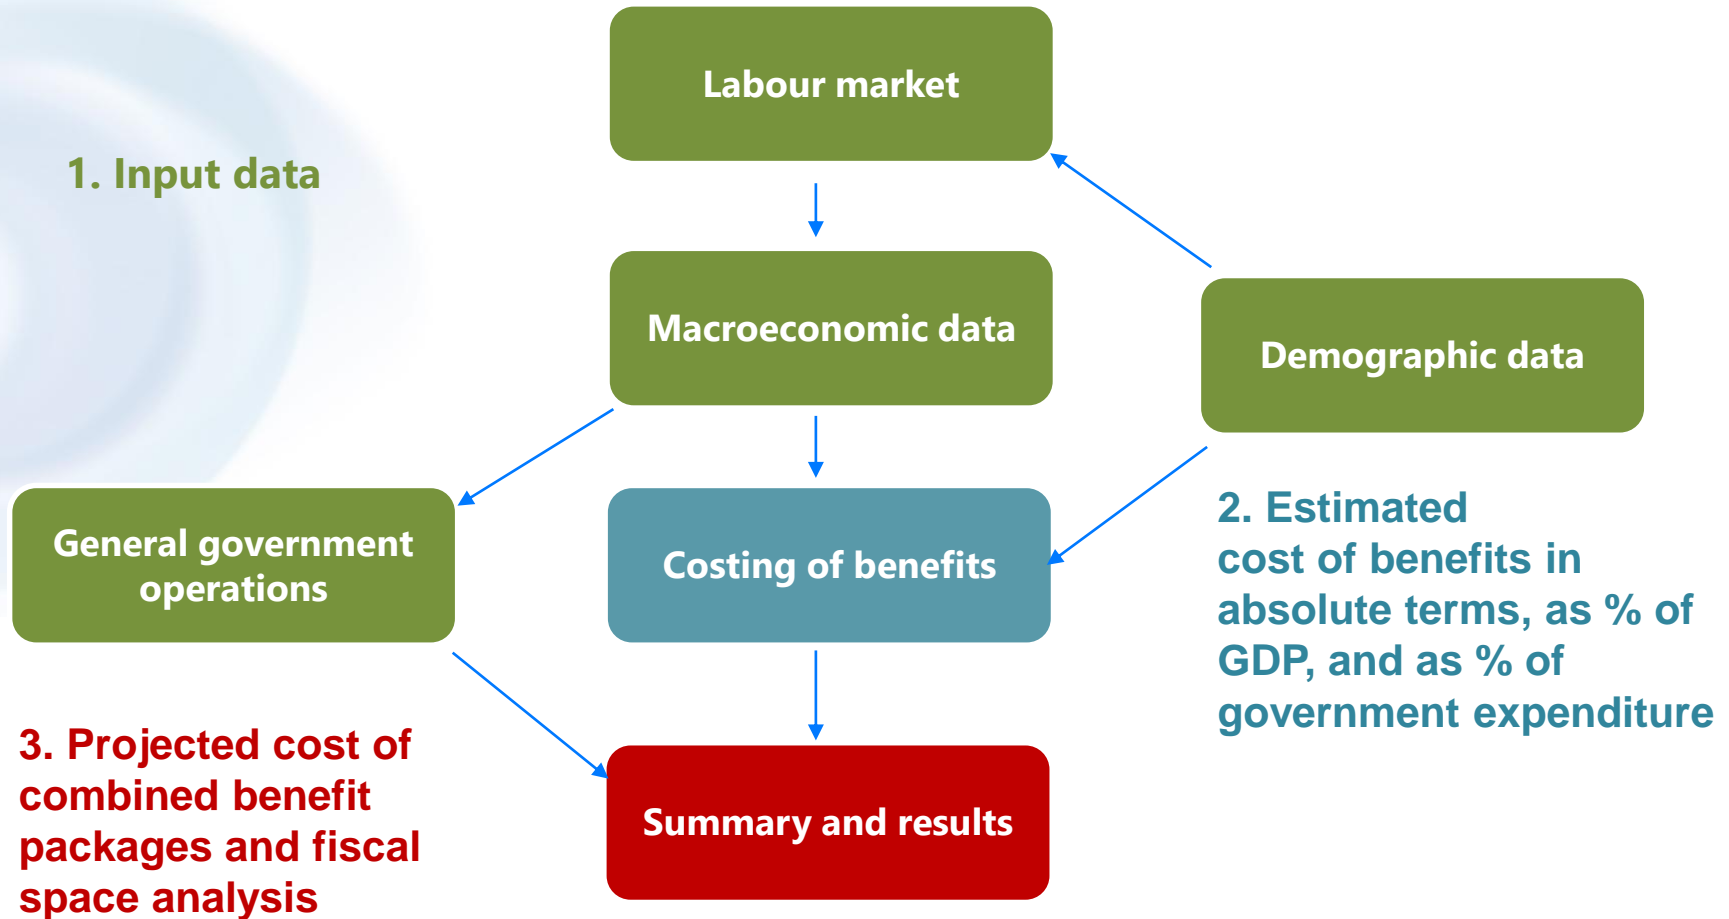 Labour market
1. Input data
Macroeconomic data
Demographic data
General government
operations
Costing of benefits
2. Estimated
cost of benefits in
absolute terms, as % of
GDP, and as % of
government expenditure
3. Projected cost of
combined benefit
packages and fiscal
space analysis
Summary and results